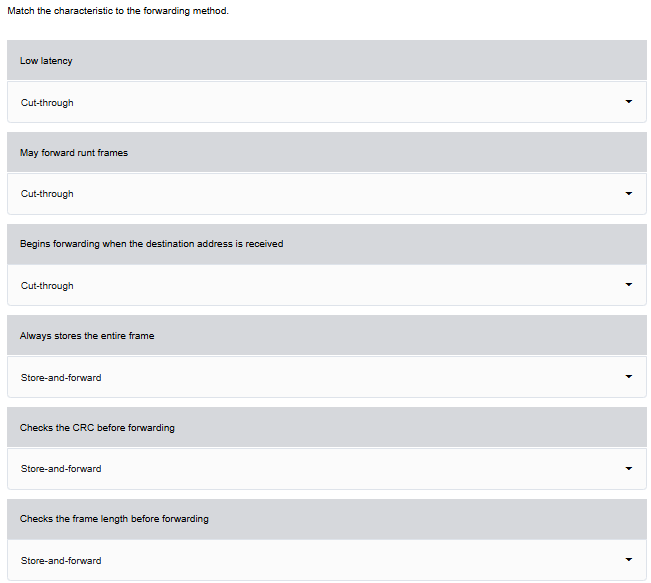 Match the characteristic to the forwarding method.
Low latency
Cut-through
May forward runt frames
Cut-through
Begins forwarding when the destination address is received
Cut-through
Always stores the entire frame
Store-and-forward
Checks the CRC before forwarding
Store-and-forward
Checks the frame length before forwarding
Store-and-forward